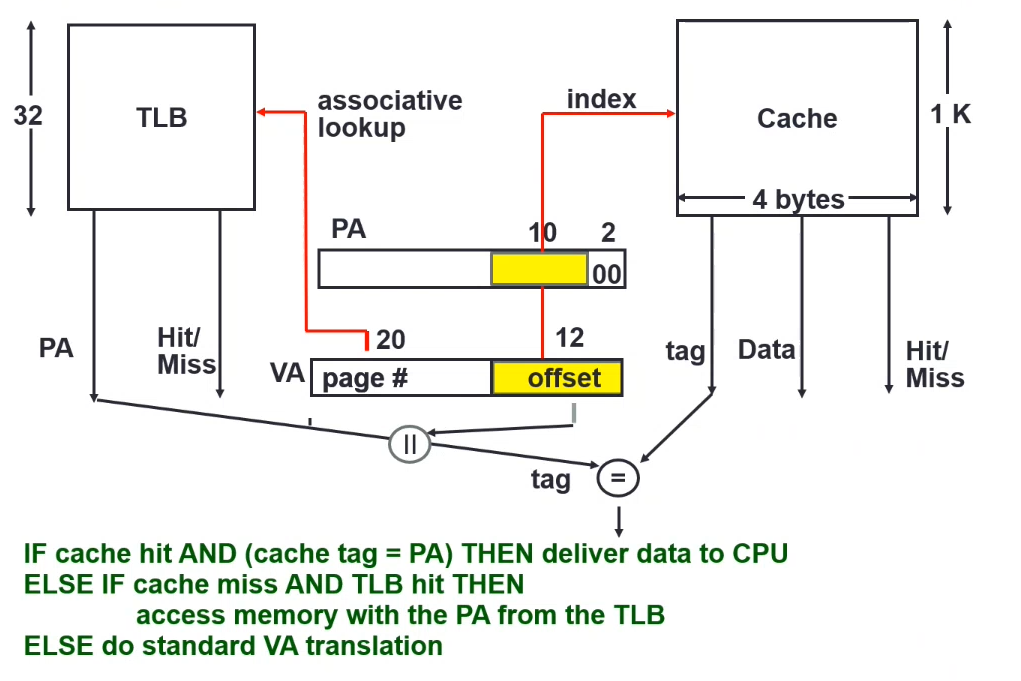 32
TLB
associative
lookup
index
Cache
1 K
4 bytes
PA
10
2
00
PA
Hit/
Miss
20
12
VA
page #
offset
tag
Data
Hit/
Miss
||
tag
=
IF cache hit AND (cache tag = PA) THEN deliver data to CPU
ELSE IF cache miss AND TLB hit THEN
access memory with the PA from the TLB
ELSE do standard VA translation